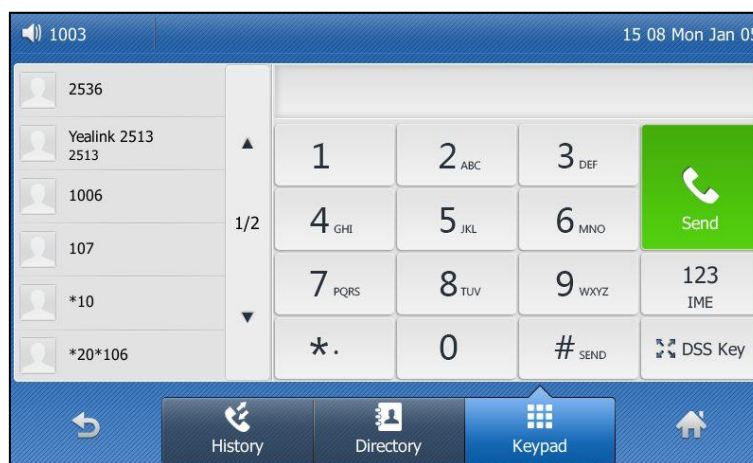 1003
15 08 Mon Jan 05
2536
Yealink 2513
2513
1006
107
*10
*20*106
1/2
1
2 ABC
3 DEF
4 GHI
5 JKL
6 MNO
7 PQRS
8 TUV
9 WXYZ
*.
0
# SEND
Send
123
IME
DSS Key
History
Directory
Keypad